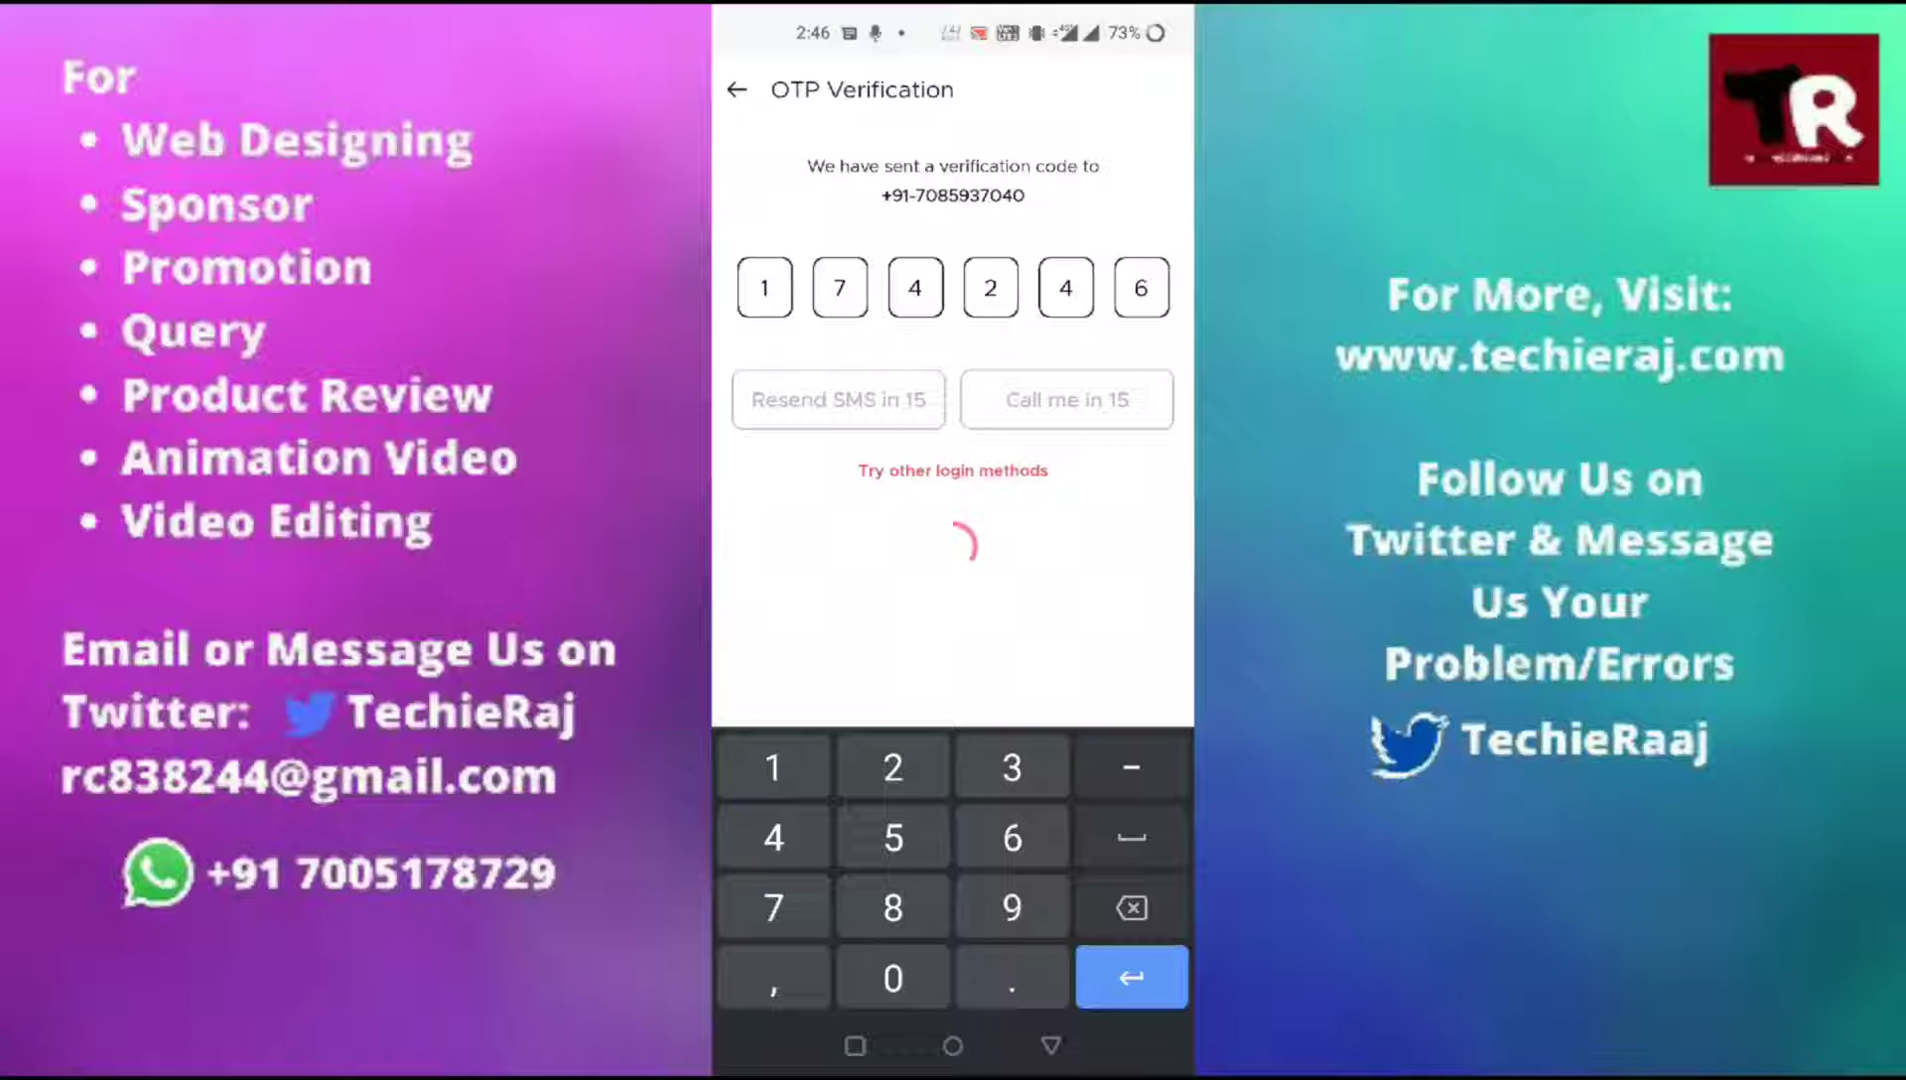 For
• Web Designing
• Sponsor
• Promotion
• Query
• Product Review
• Animation Video
• Video Editing
Email or Message Us on
Twitter: TechieRaj
rc838244@gmail.com
+91 7005178729
2:46
73%
OTP Verification
We have sent a verification code to
+91-7085937040
1 7 4 2 4 6
Resend SMS in 15
Call me in 15
Try other login methods
1 2 3 –
4 5 6
7 8 9
, 0 .
TR
For More, Visit:
www.techieraj.com
Follow Us on
Twitter & Message
Us Your
Problem/Errors
TechieRaaj